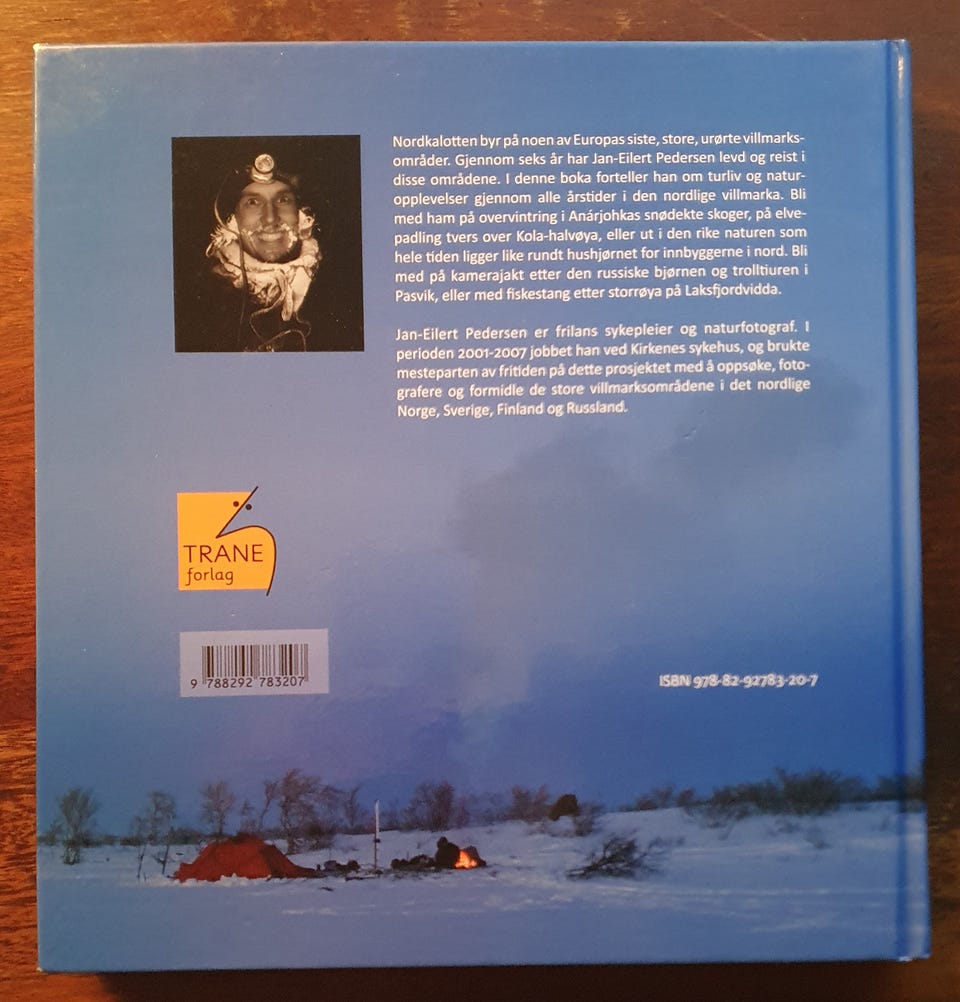 Nordkalotten byr på noen av Europas siste, store, urørte villmarks-
områder. Gjennom seks år har Jan-Eilert Pedersen levd og reist i
disse områdene. I denne boka forteller han om turliv og natur-
opplevelser gjennom alle årstider i den nordlige villmarka. Bli
med ham på overvintring i Anárjohkas snødekte skoger, på elve-
padling tvers over Kola-halvøya, eller ut i den rike naturen som
hele tiden ligger like rundt hushjørnet for innbyggerne i nord. Bli
med på kamerajakt etter den russiske bjørnen og trolltiuren i
Pasvik, eller med fiskestang etter storrøya på Laksfjordvidda.
Jan-Eilert Pedersen er frilans sykepleier og naturfotograf. I
perioden 2001-2007 jobbet han ved Kirkenes sykehus, og brukte
mesteparten av fritiden på dette prosjektet med å oppsøke, foto-
grafere og formidle de store villmarksområdene i det nordlige
Norge, Sverige, Finland og Russland.
TRANE
forlag
9 788292 783207
ISBN 978-82-92783-20-7